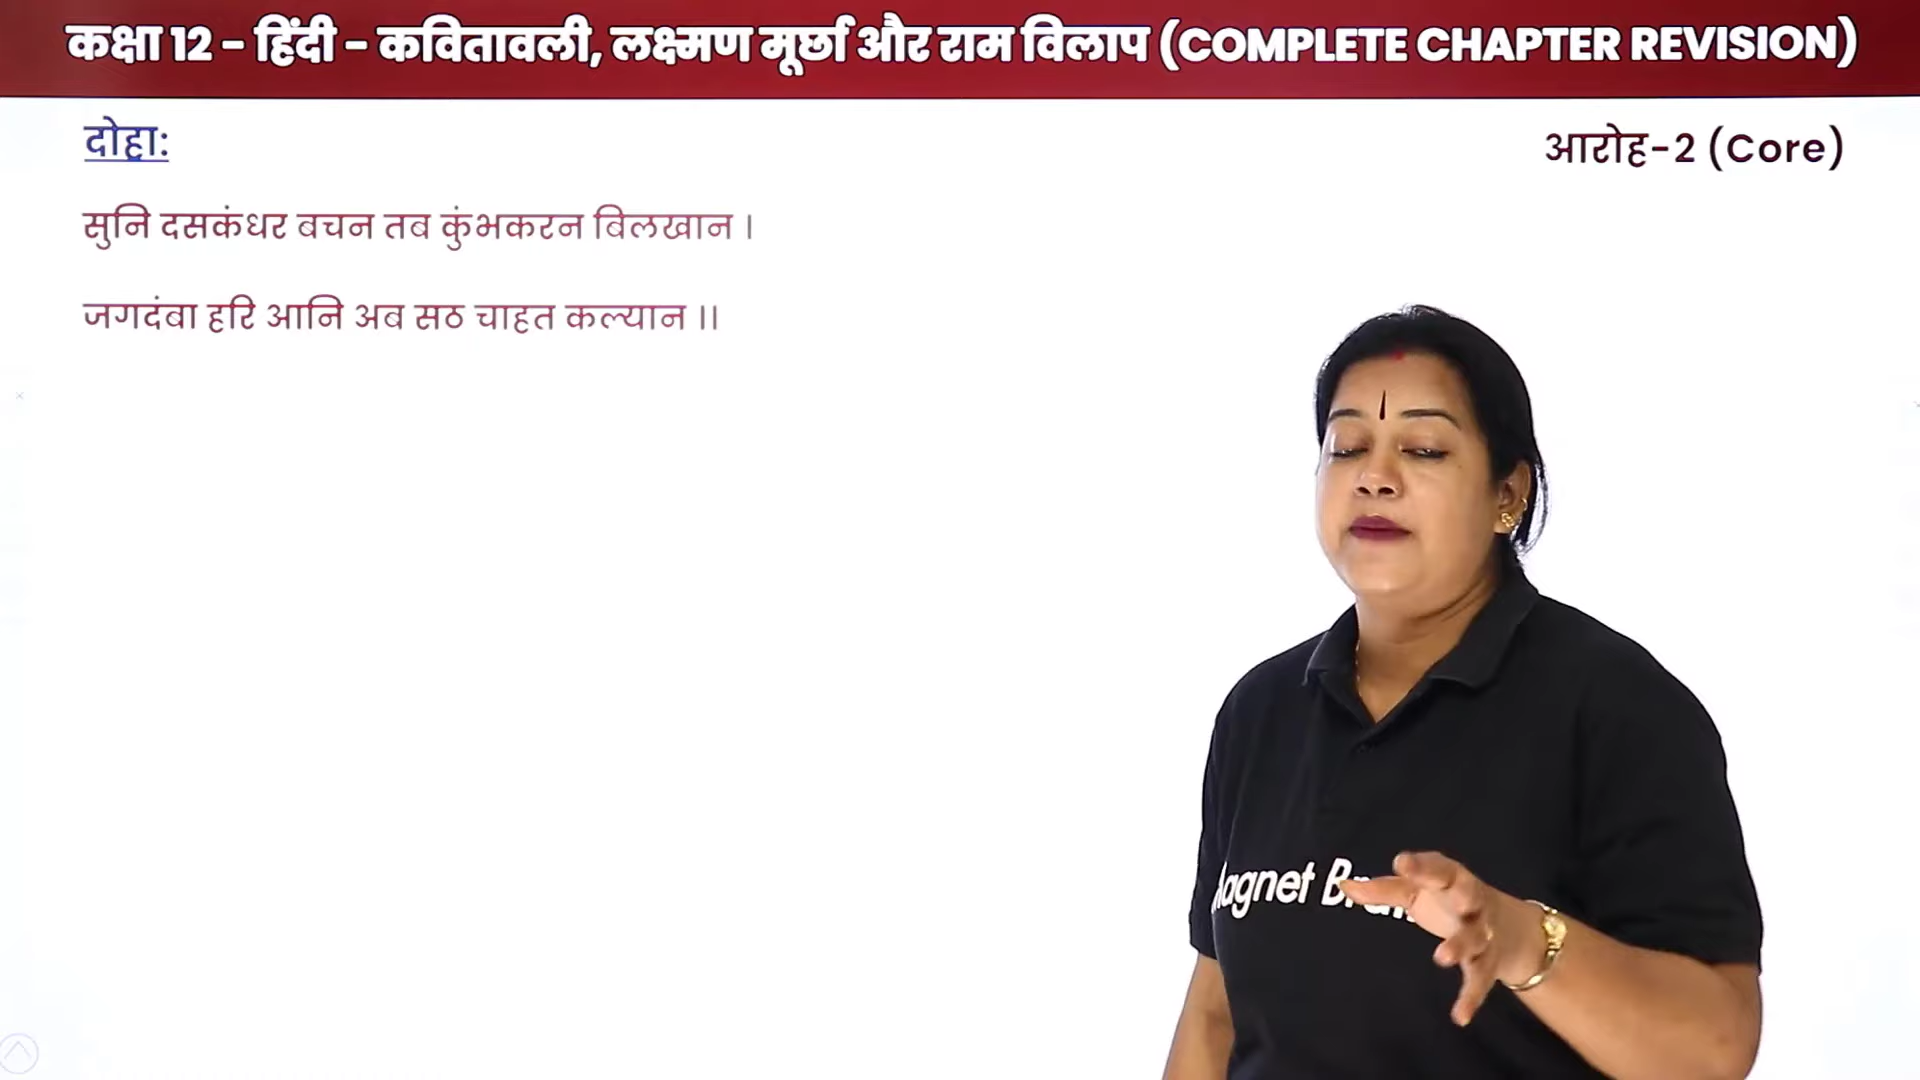 कक्षा 12 - हिंदी - कवितावली, लक्ष्मण मूर्छा और राम विलाप (COMPLETE CHAPTER REVISION)
दोहा:
आरोह-2 (Core)
सुनि दसकंधर बचन तब कुंभकरन बिलखान ।
जगदंबा हरि आनि अब सठ चाहत कल्यान ।।